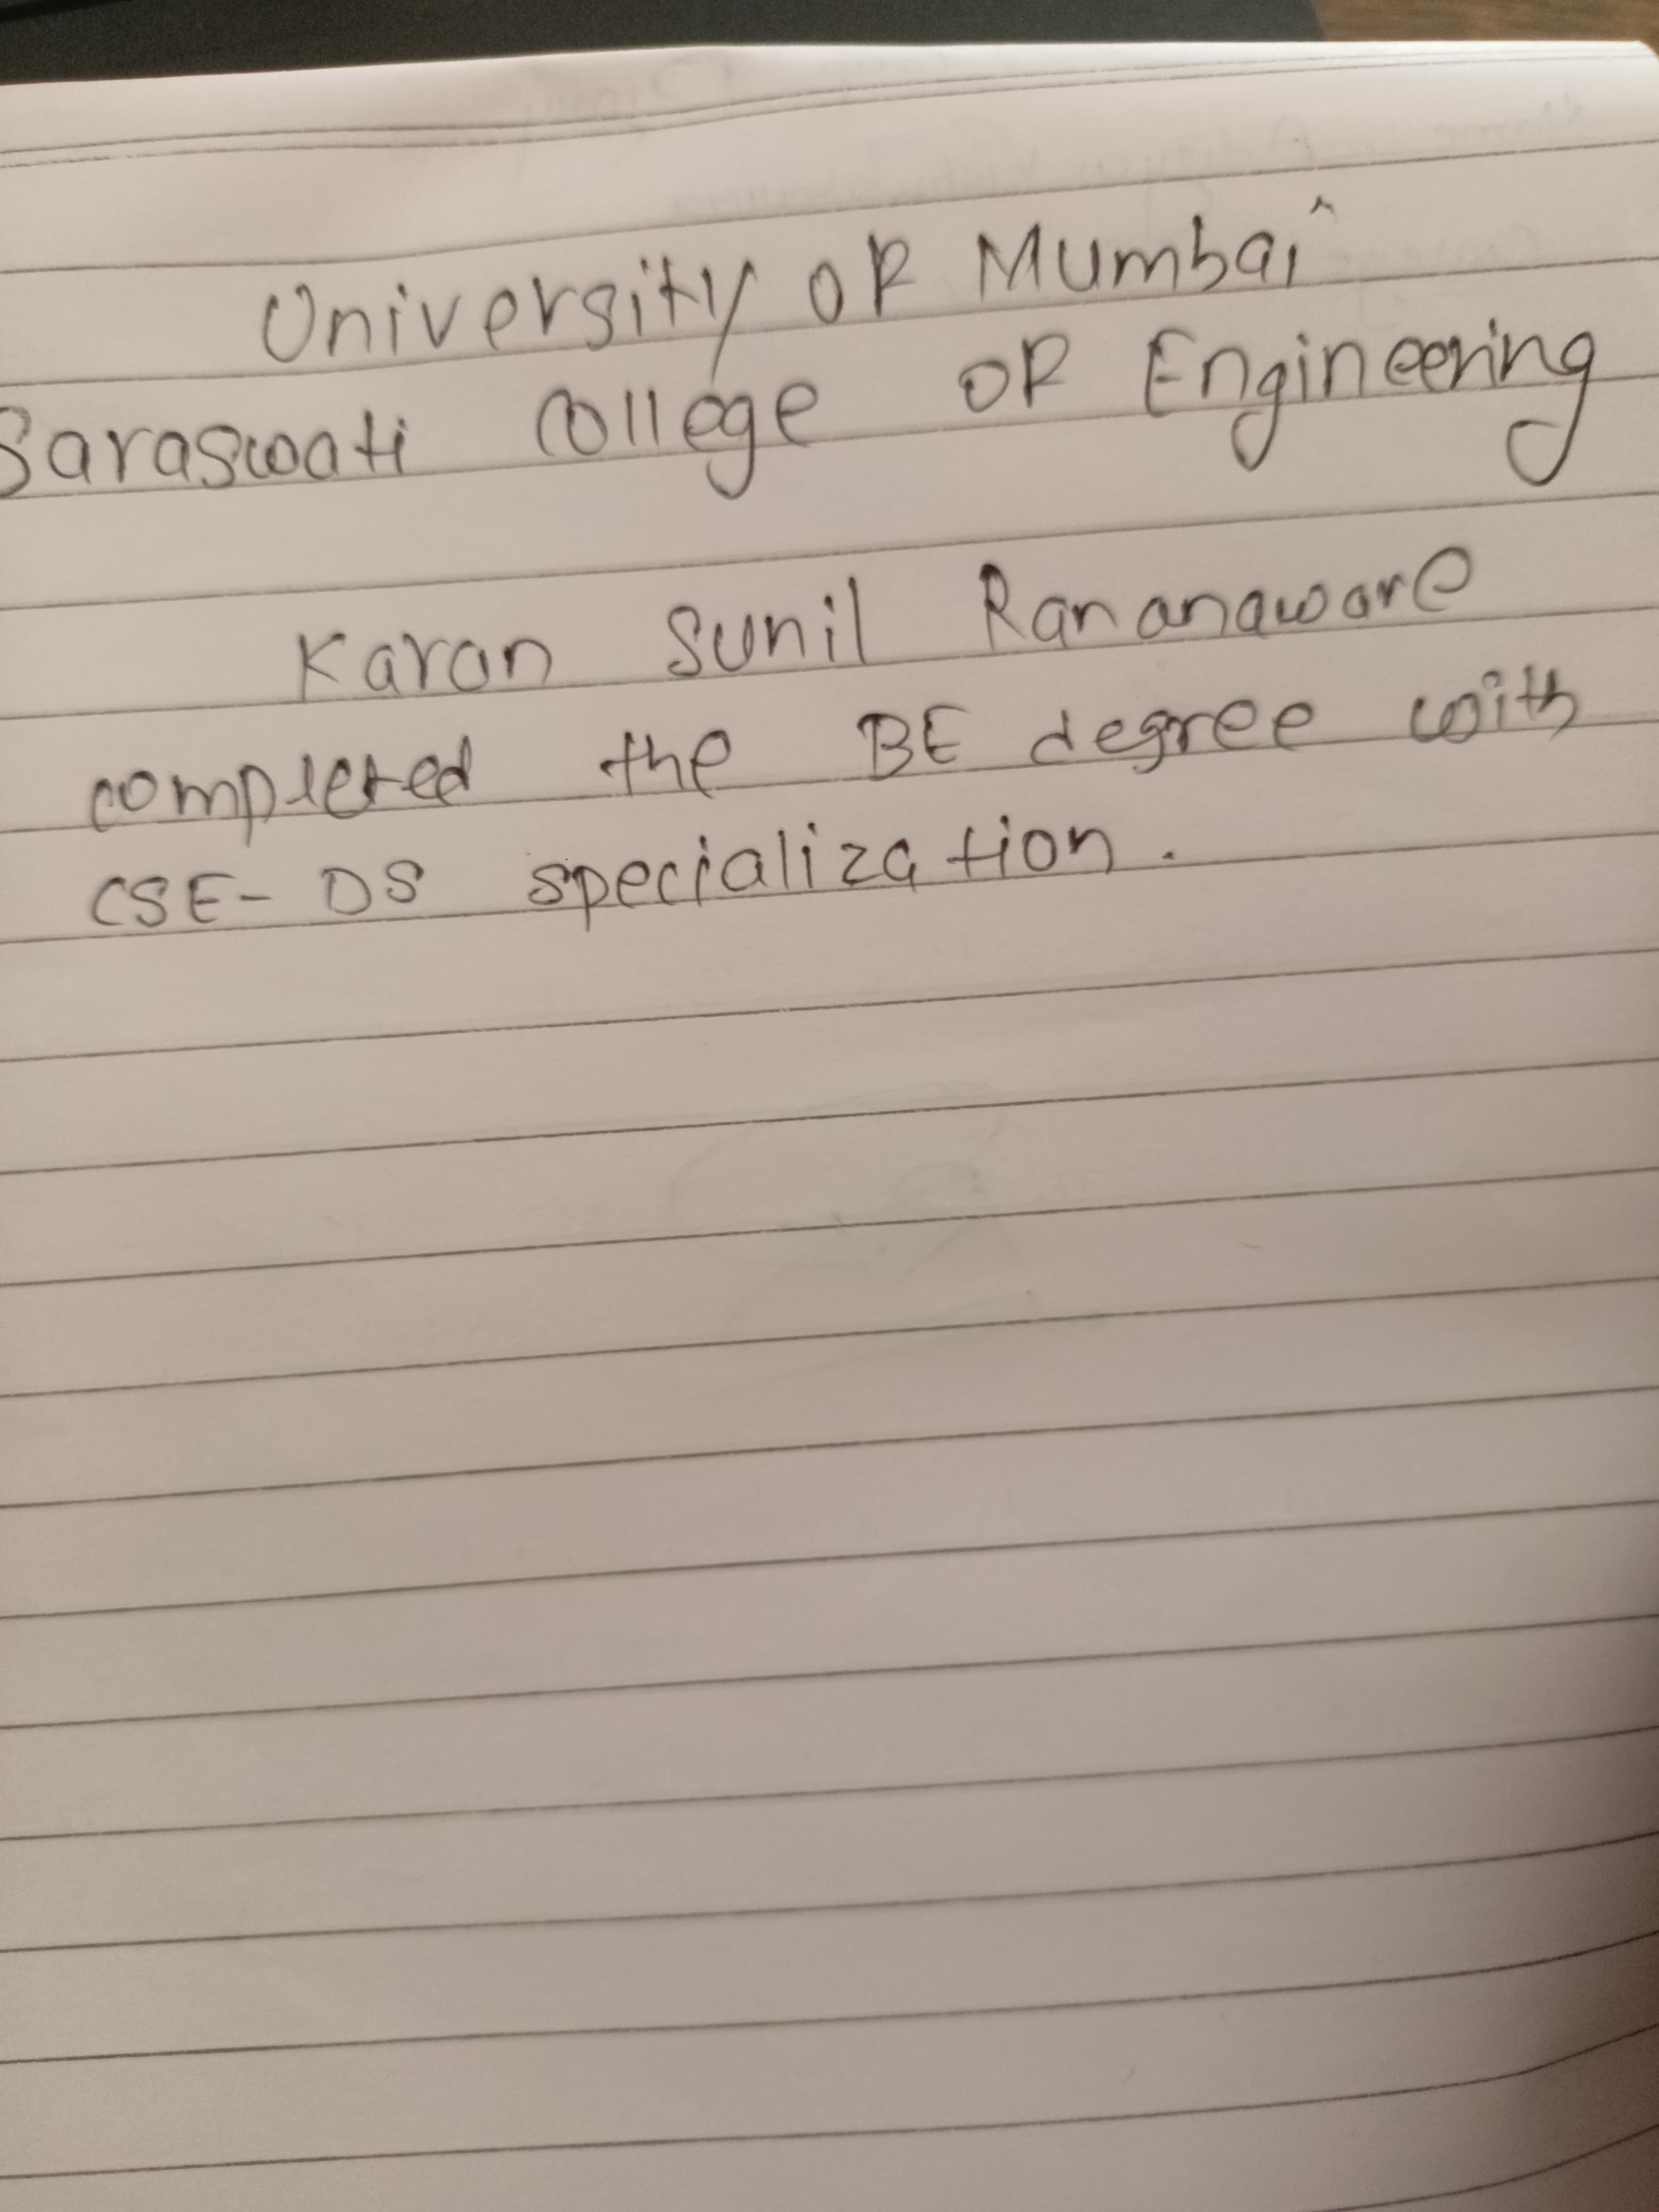 University of Mumbai
Saraswati College of Engineering
Karan Sunil Rananaware
completed the BE degree with
CSE- DS specialization.